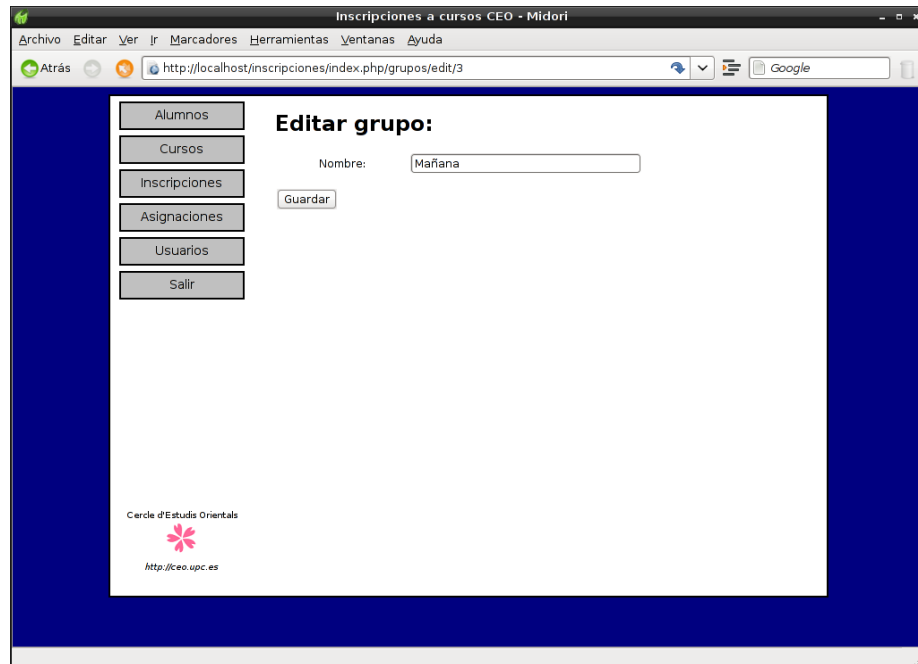 Inscripciones a cursos CEO - Midori
Archivo Editar Ver Ir Marcadores Herramientas Ventanas Ayuda
Atrás http://localhost/inscripciones/index.php/grupos/edit/3 Google
Alumnos
Cursos
Inscripciones
Asignaciones
Usuarios
Salir
Editar grupo:
Nombre: Mañana
Guardar
Cercle d'Estudis Orientals
http://ceo.upc.es